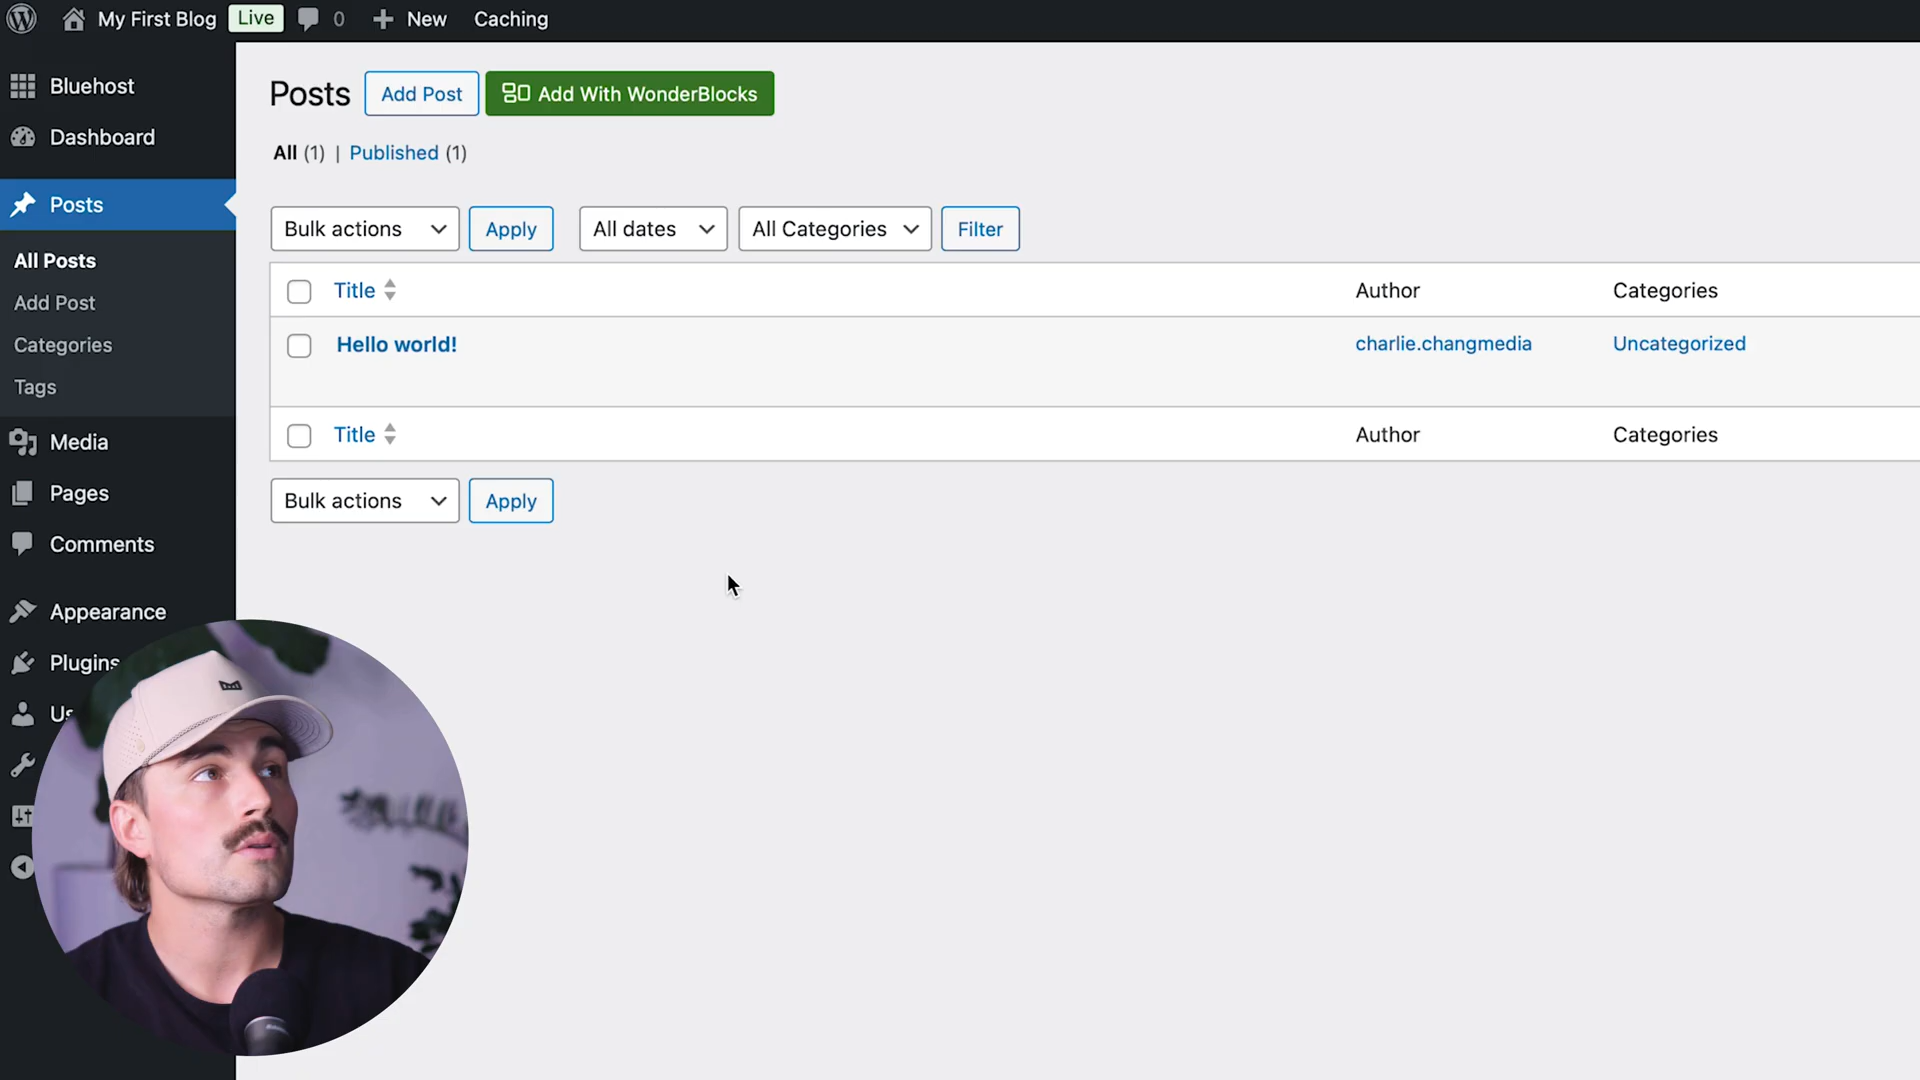 My First Blog Live 0 New Caching
Bluehost
Dashboard
Posts
All Posts
Add Post
Categories
Tags
Media
Pages
Comments
Appearance
Plugins
Us
Posts Add Post Add With WonderBlocks
All (1) | Published (1)
Bulk actions Apply All dates All Categories Filter
Title Author Categories
Hello world! charlie.changmedia Uncategorized
Title Author Categories
Bulk actions Apply